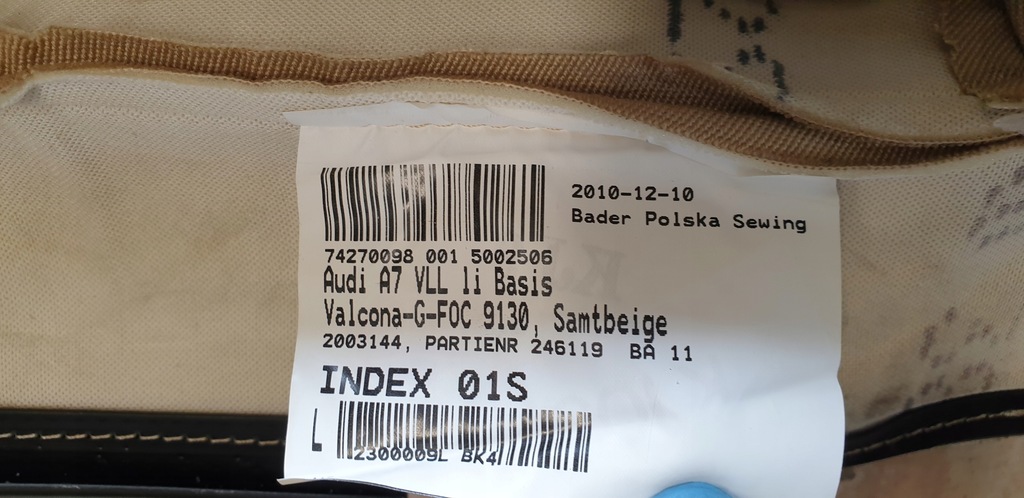 2010-12-10
Bader Polska Sewing
74270098 001 5002506
Audi A7 VLL li Basis
Valcona-G-FOC 9130, Samtbeige
2003144, PARTIENR 246119 BA 11
INDEX 01S
L
2300009L BK4